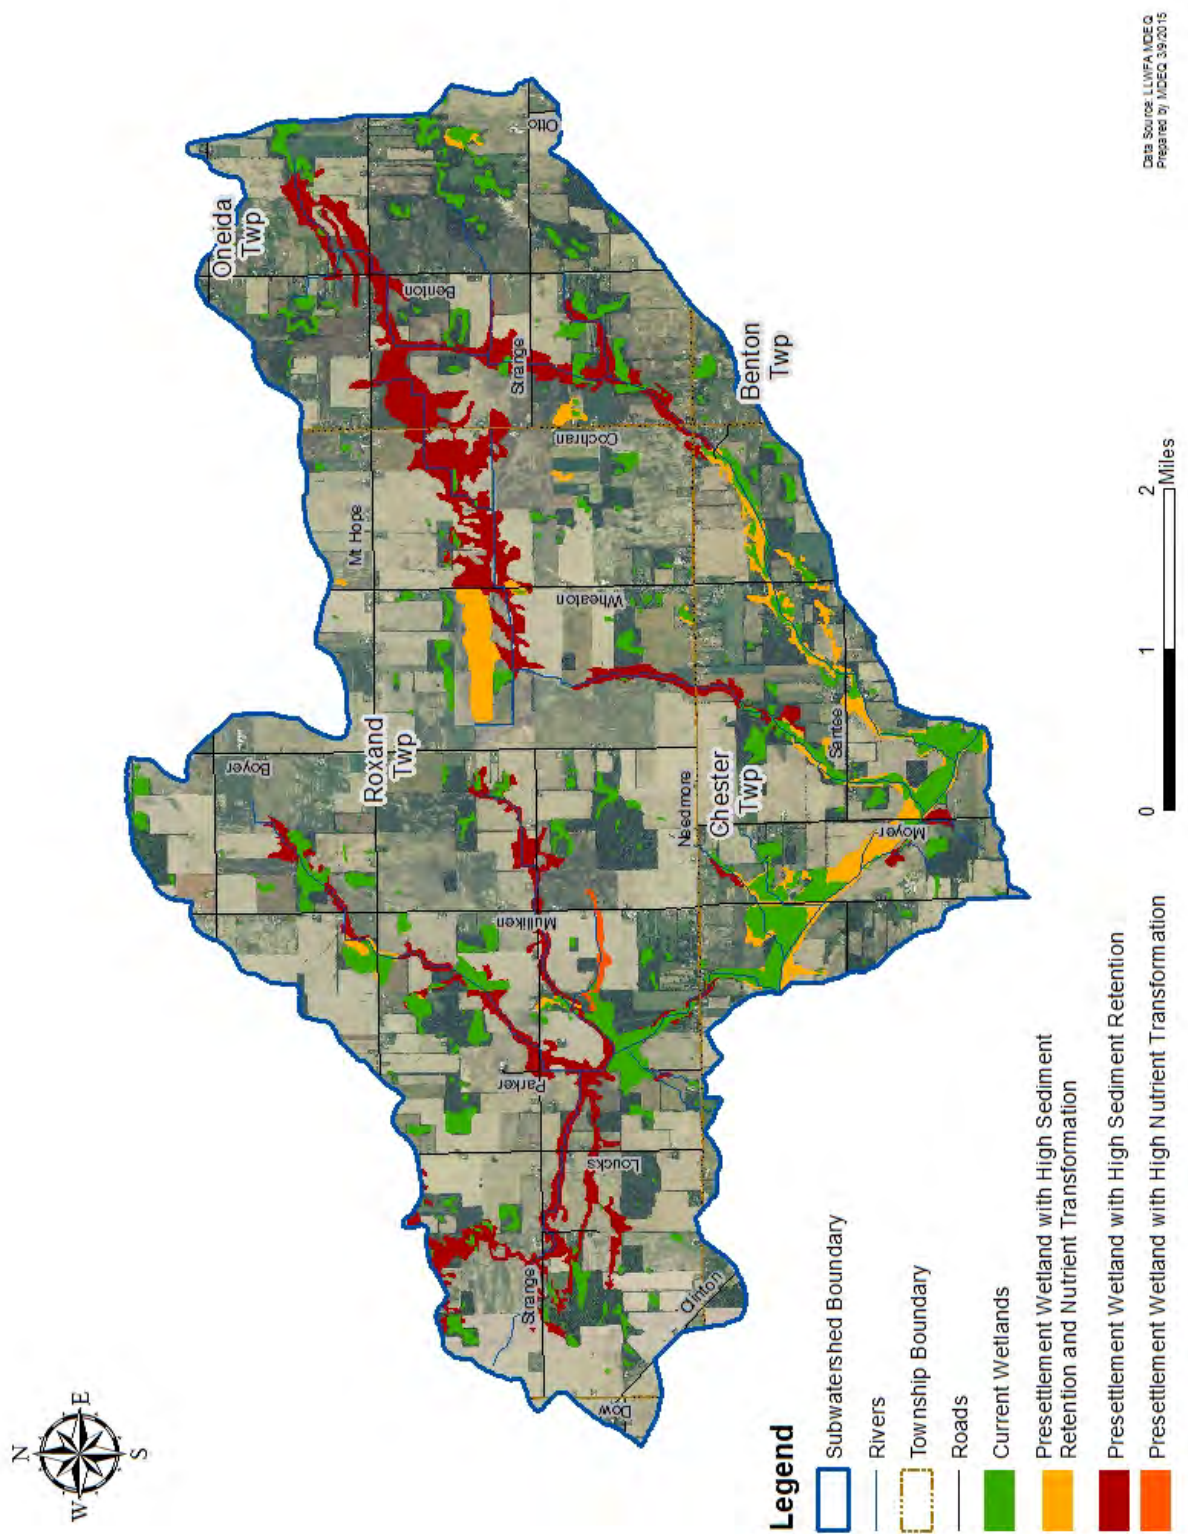 N
W
E
S
Oneida
Twp
Otto
Benton
Strange
Benton
Twp
Cochran
Mt Hope
Wheaton
Roxand
Twp
Boyer
Needmore
Chester
Twp
Santee
Moyer
Mulliken
Parker
Loucks
Strange
Clinton
Dow
0
1
2
Miles
Legend
Subwatershed Boundary
Rivers
Township Boundary
Roads
Current Wetlands
Presettlement Wetland with High Sediment
Retention and Nutrient Transformation
Presettlement Wetland with High Sediment Retention
Presettlement Wetland with High Nutrient Transformation
Data Source: LLWFA MDEQ
Prepared by MDEQ 3/9/2015